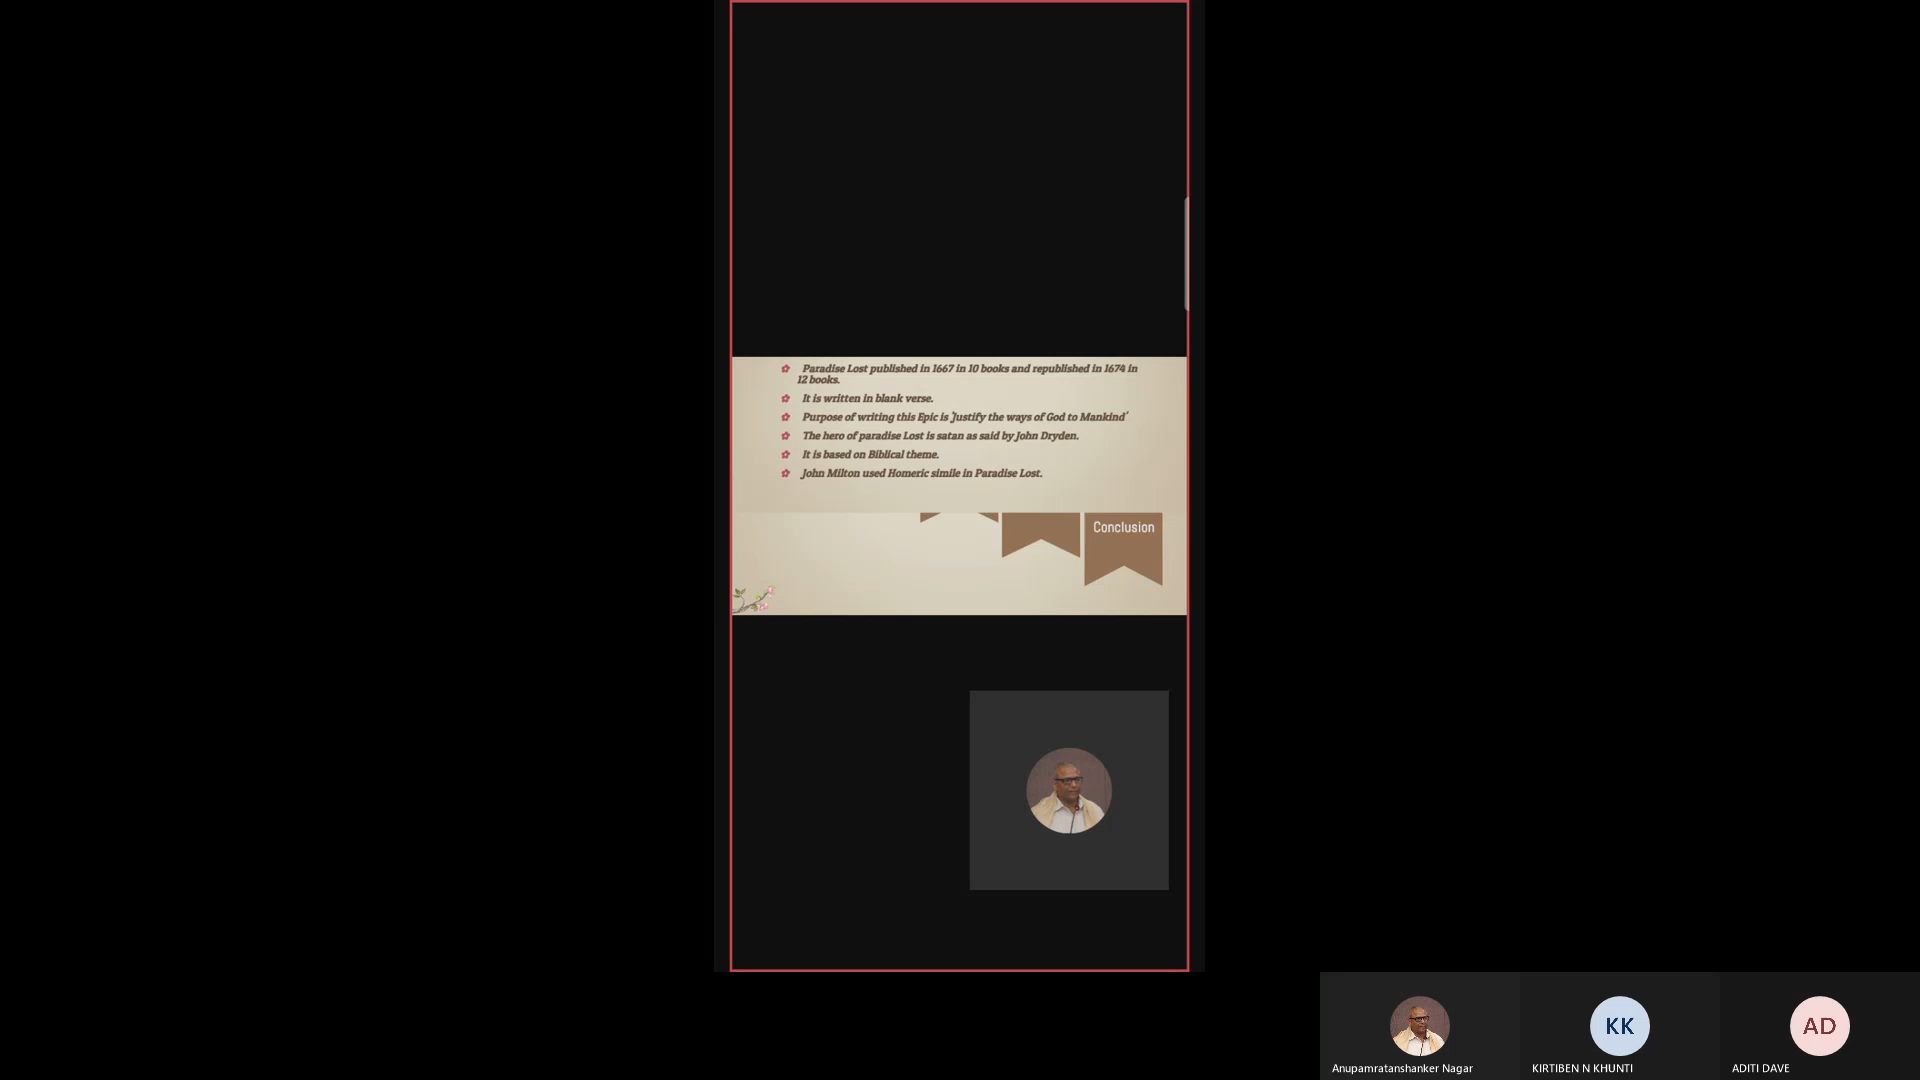 Paradise Lost published in 1667 in 10 books and republished in 1674 in
12 books.
It is written in blank verse.
Purpose of writing this Epic is 'Justify the ways of God to Mankind'
The hero of paradise Lost is satan as said by John Dryden.
It is based on Biblical theme.
John Milton used Homeric simile in Paradise Lost.
Conclusion
Anupamratanshanker Nagar
KK
KIRTIBEN N KHUNTI
AD
ADITI DAVE